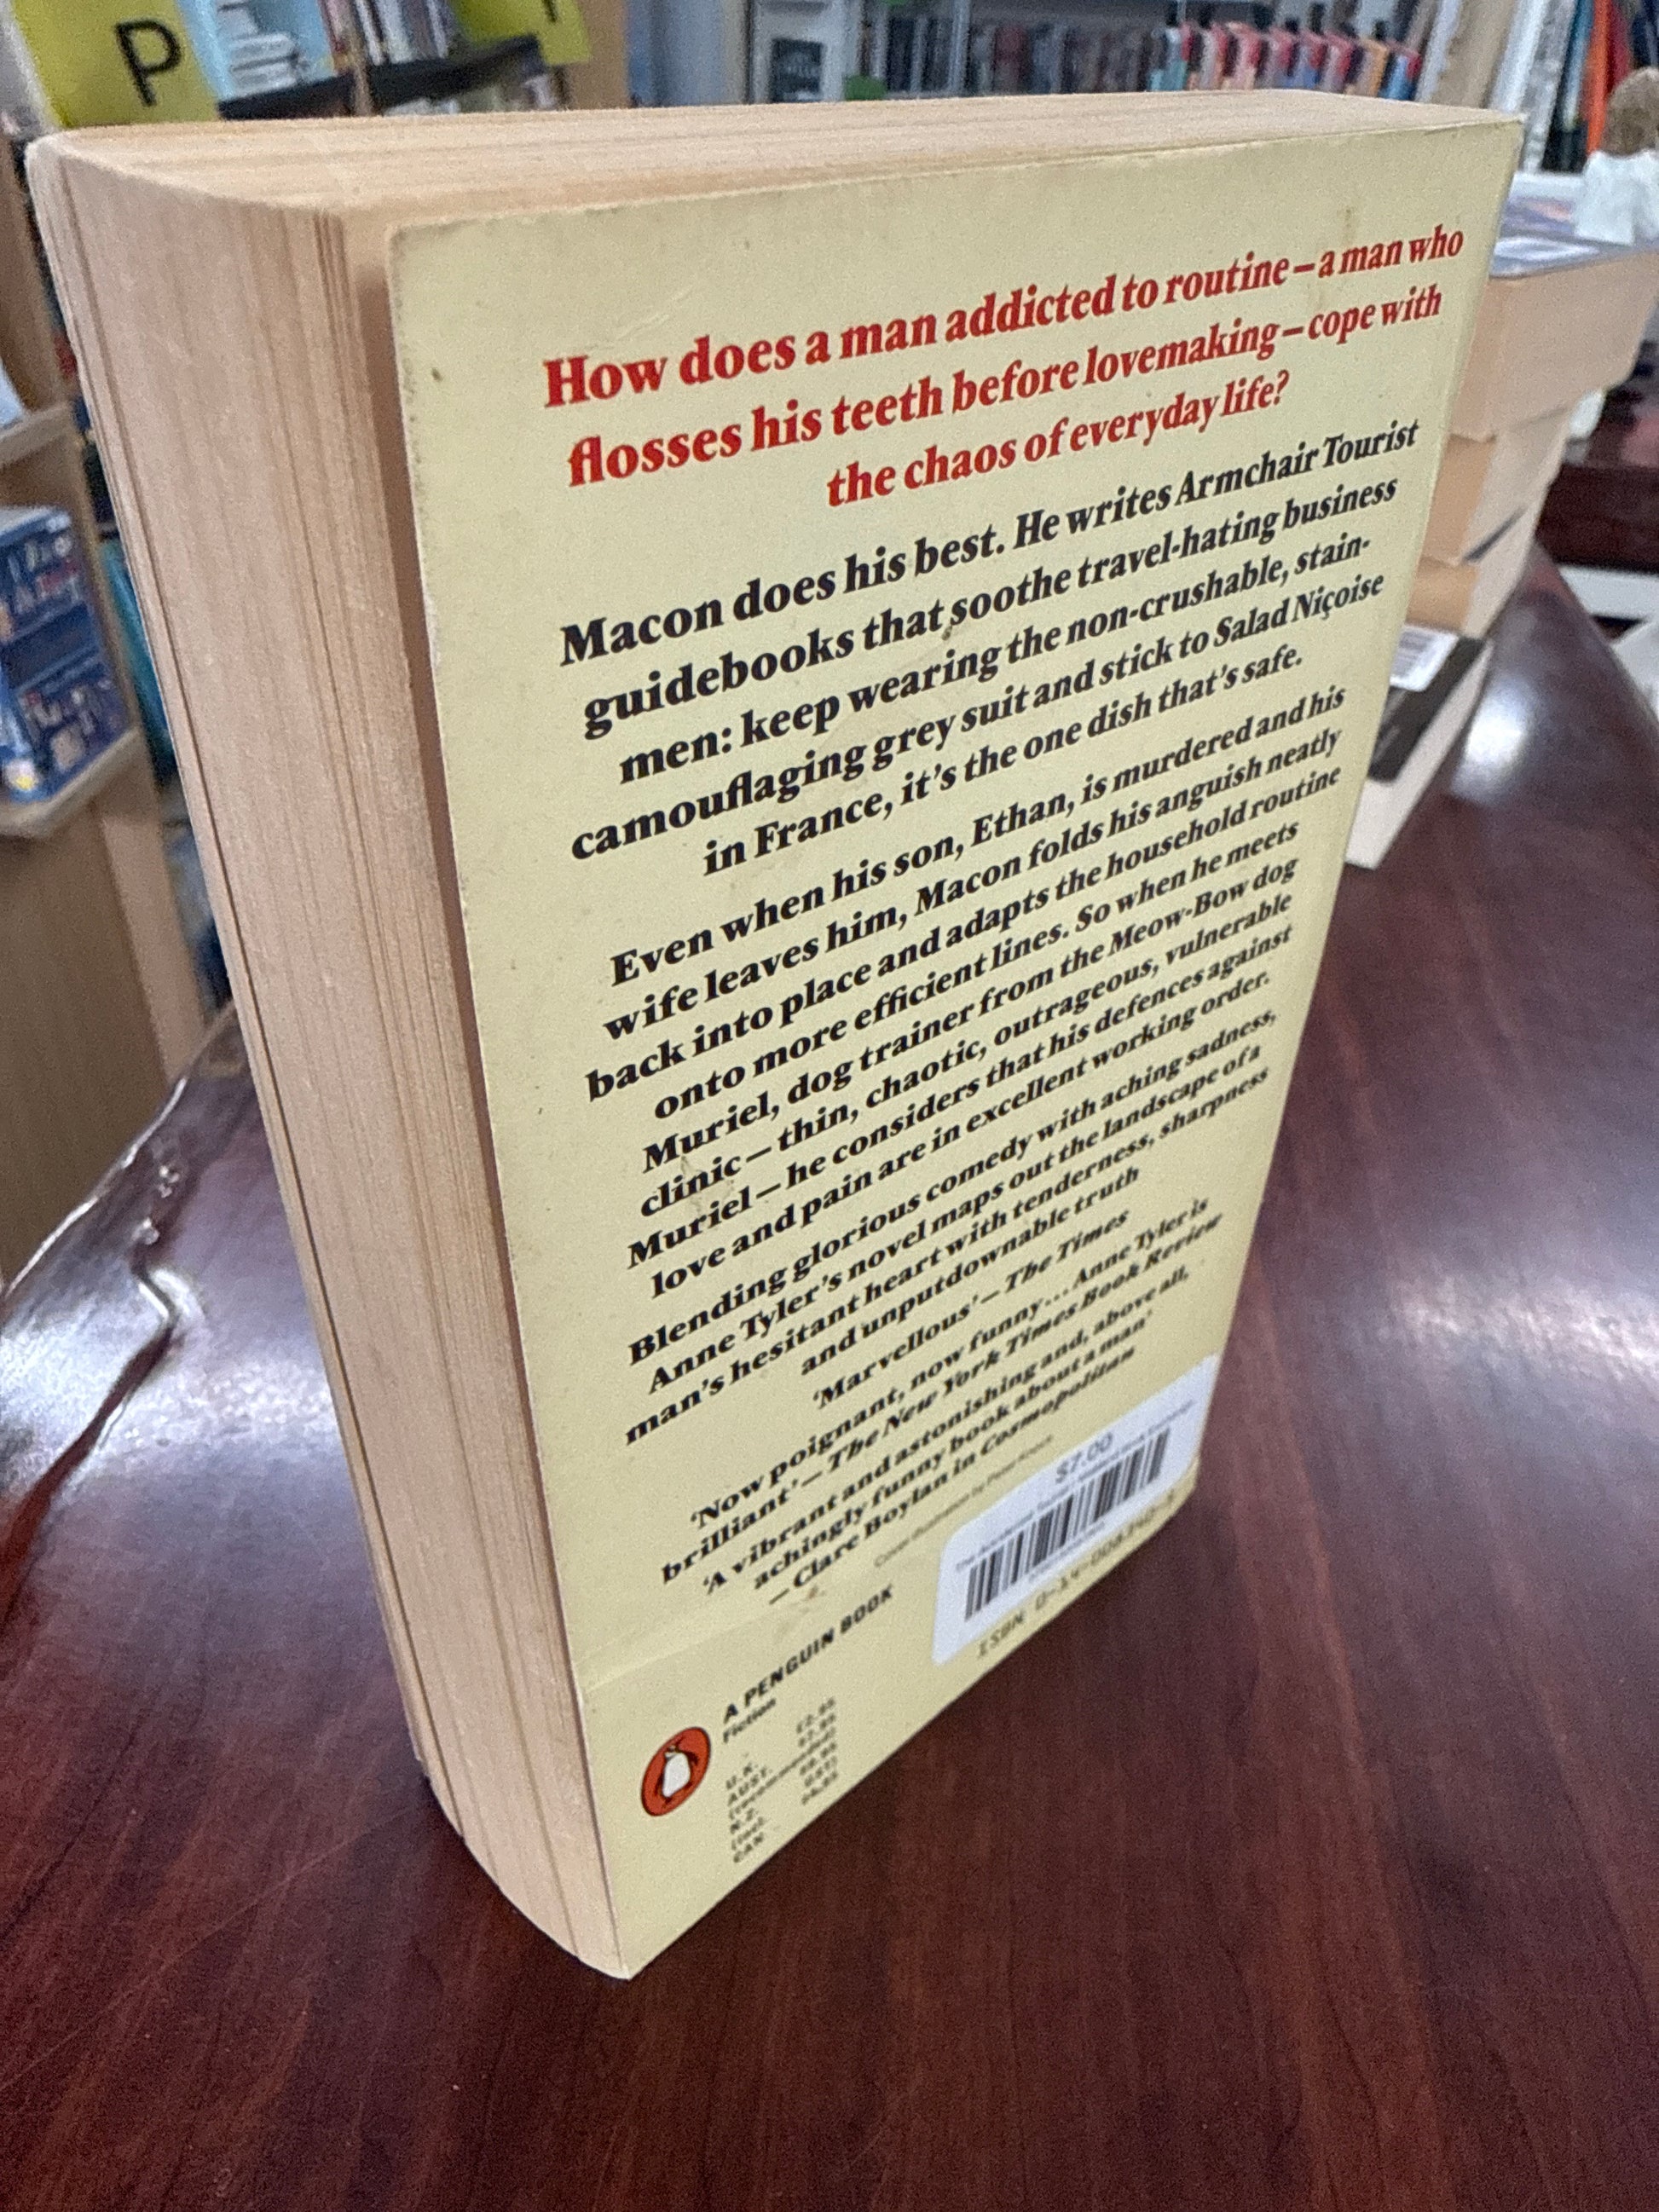 P
How does a man addicted to routine – a man who
flosses his teeth before lovemaking – cope with
the chaos of everyday life?
Macon does his best. He writes Armchair Tourist
guidebooks that soothe travel-hating business
men: keep wearing the non-crushable, stain-
camouflaging grey suit and stick to Salad Niçoise
in France, it's the one dish that's safe.
Even when his son, Ethan, is murdered and his
wife leaves him, Macon folds his anguish neatly
back into place and adapts the household routine
onto more efficient lines. So when he meets
Muriel, dog trainer from the Meow-Bow dog
clinic – thin, chaotic, outrageous, vulnerable
Muriel – he considers that his defences against
love and pain are in excellent working order.
Blending glorious comedy with aching sadness,
Anne Tyler's novel maps out the landscape of a
man's hesitant heart with tenderness, sharpness
and unputdownable truth
'Marvellous' – The Times
'Now poignant, now funny ... Anne Tyler is
brilliant' – The New York Times Book Review
'A vibrant and astonishing and, above all,
achingly funny book about a man'
– Clare Boylan in Cosmopolitan
$7.00
ISBN
A PENGUIN BOOK
Fiction
U.K.
AUST.
(recommended)
N.Z.
CAN